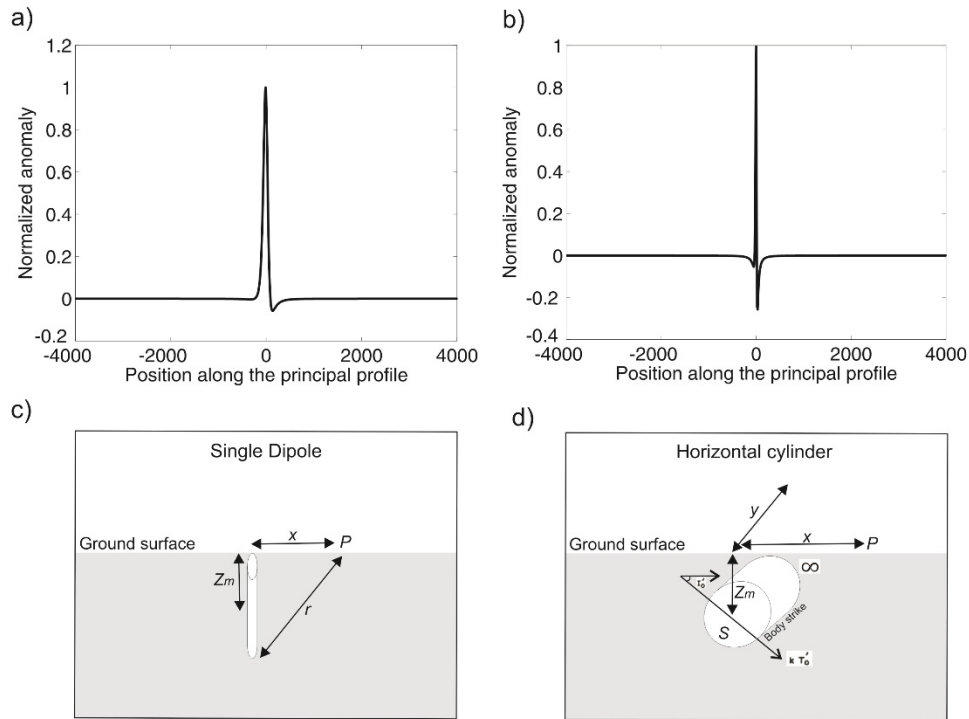 a)
1.2
1
0.8
0.6
0.4
0.2
0
-0.2
Normalized anomaly
-4000 -2000 0 2000 4000
Position along the principal profile
b)
1
0.8
0.6
0.4
0.2
0
-0.2
-0.4
Normalized anomaly
-4000 -2000 0 2000 4000
Position along the principal profile
c)
Single Dipole
Ground surface
x
P
Zm
r
d)
Horizontal cylinder
y
Ground surface
x
P
∞
Zm
Body strike
S
k T₀′